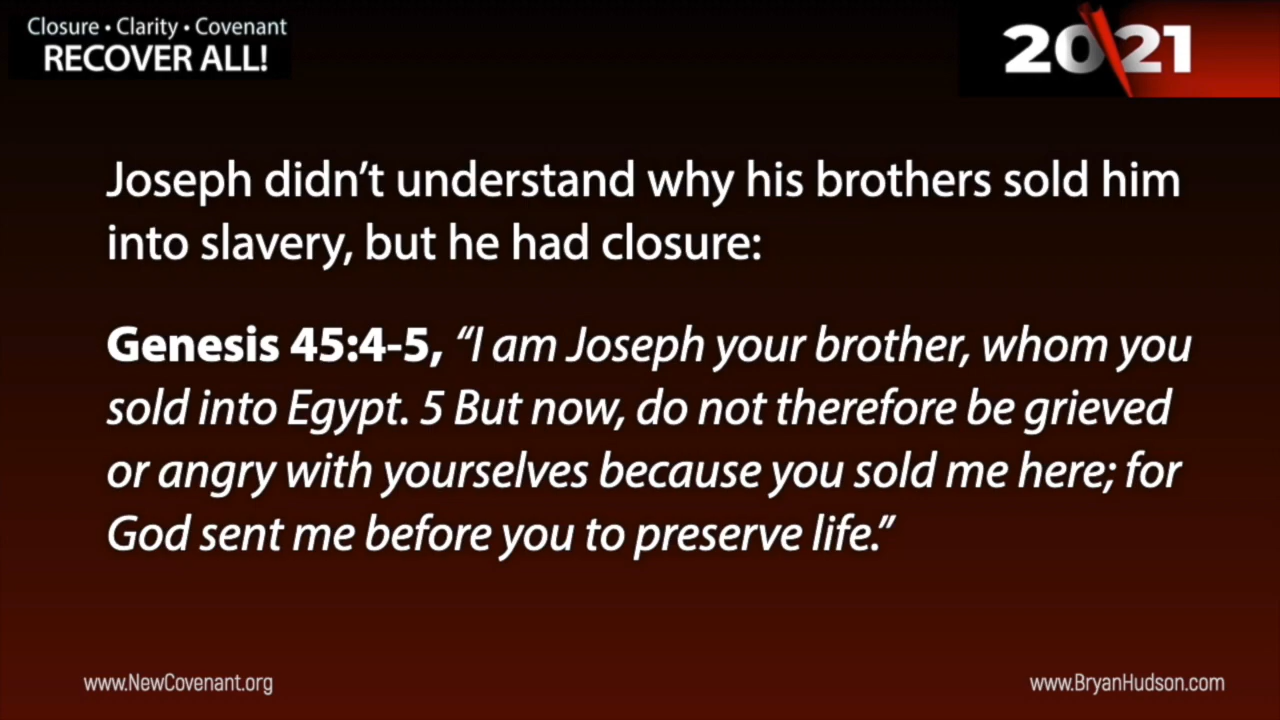 Closure • Clarity • Covenant
RECOVER ALL!
2021
Joseph didn’t understand why his brothers sold him
into slavery, but he had closure:
Genesis 45:4-5, “I am Joseph your brother, whom you
sold into Egypt. 5 But now, do not therefore be grieved
or angry with yourselves because you sold me here; for
God sent me before you to preserve life.”
www.NewCovenant.org
www.BryanHudson.com